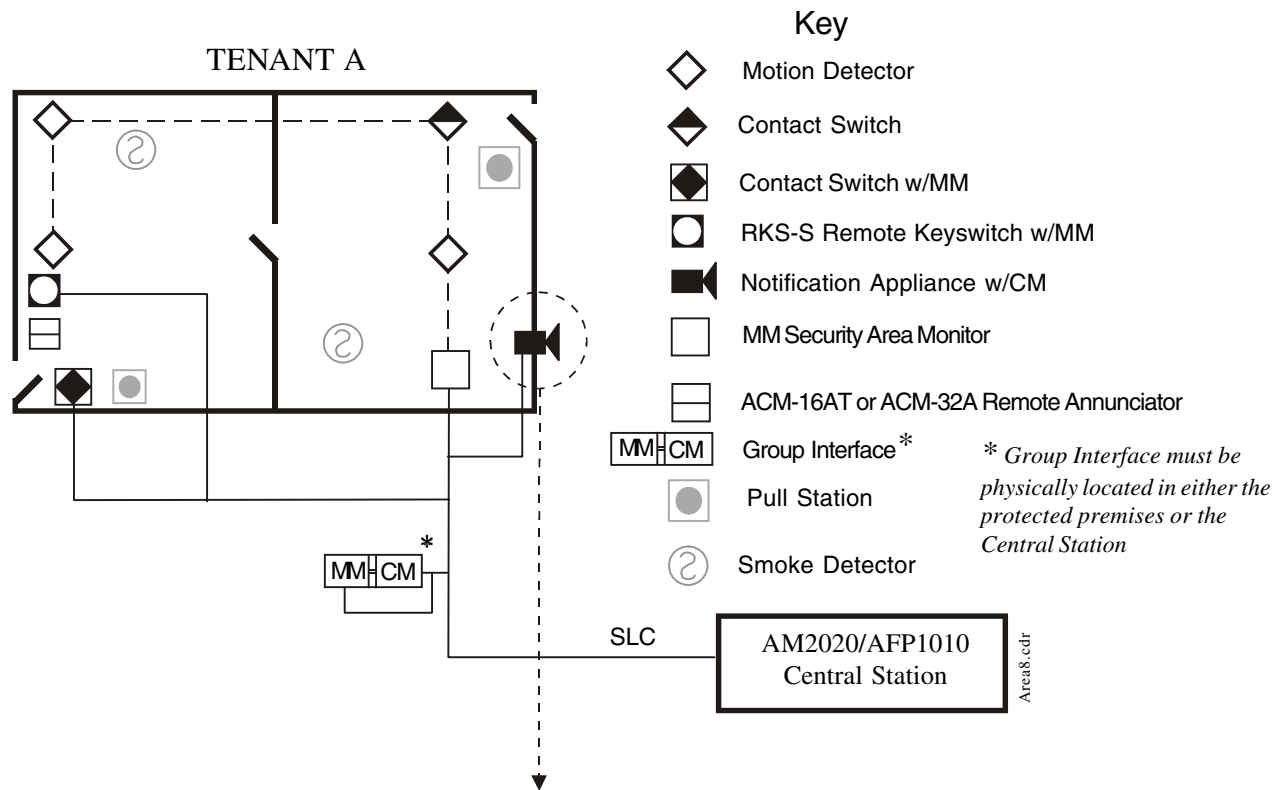 Key
TENANT A
Motion Detector
Contact Switch
Contact Switch w/MM
RKS-S Remote Keyswitch w/MM
Notification Appliance w/CM
MM Security Area Monitor
ACM-16AT or ACM-32A Remote Annunciator
MM CM Group Interface *
* Group Interface must be
physically located in either the
protected premises or the
Central Station
Pull Station
Smoke Detector
*
MM CM
SLC
AM2020/AFP1010
Central Station
Area8.cdr